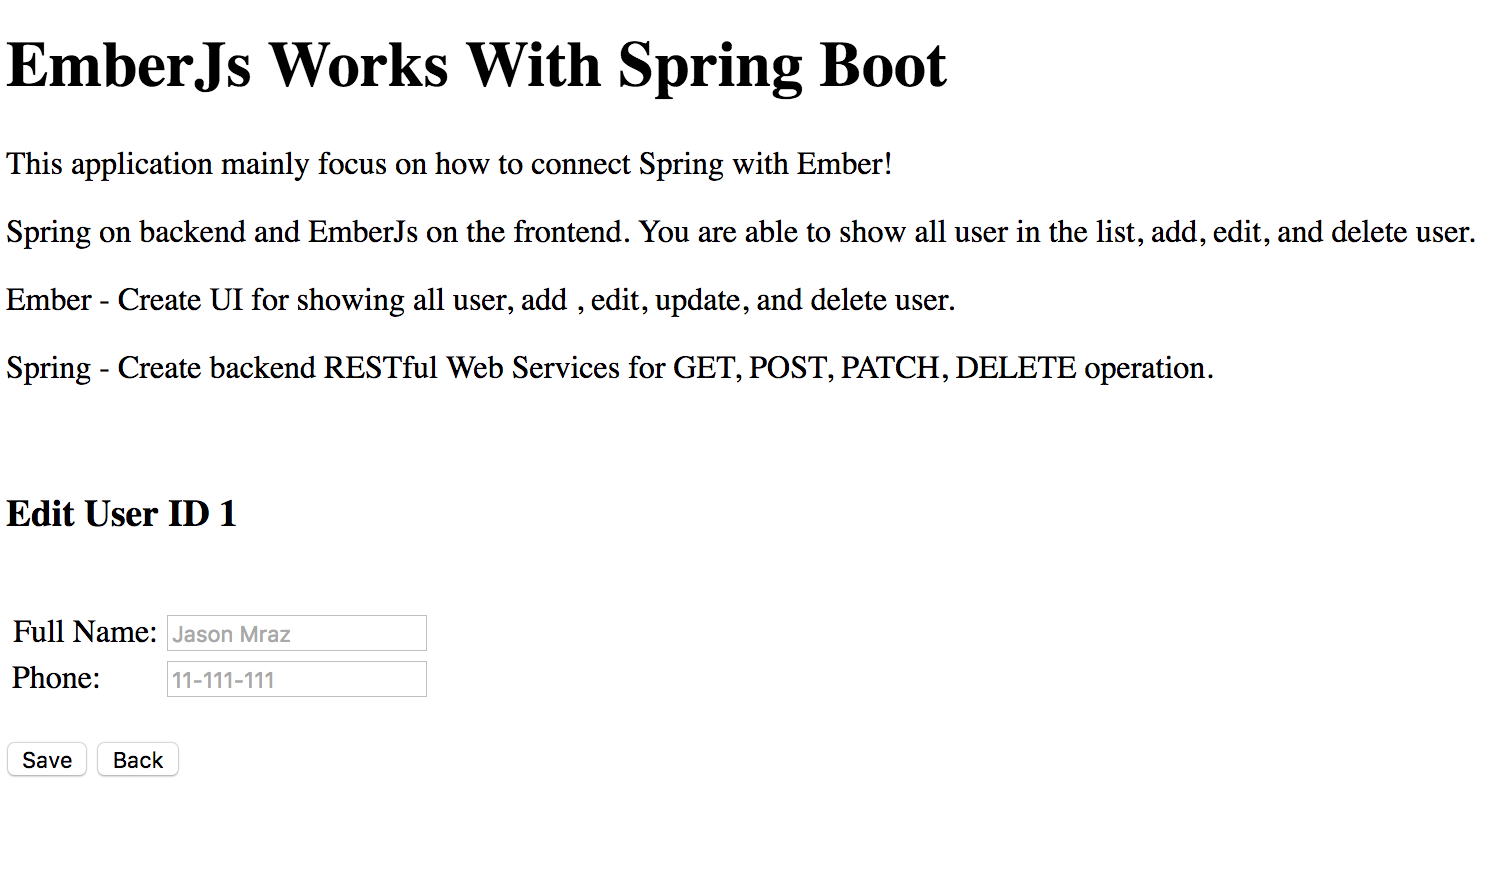 EmberJs Works With Spring Boot
This application mainly focus on how to connect Spring with Ember!
Spring on backend and EmberJs on the frontend. You are able to show all user in the list, add, edit, and delete user.
Ember - Create UI for showing all user, add , edit, update, and delete user.
Spring - Create backend RESTful Web Services for GET, POST, PATCH, DELETE operation.
Edit User ID 1
Full Name: Jason Mraz
Phone: 11-111-111
Save Back